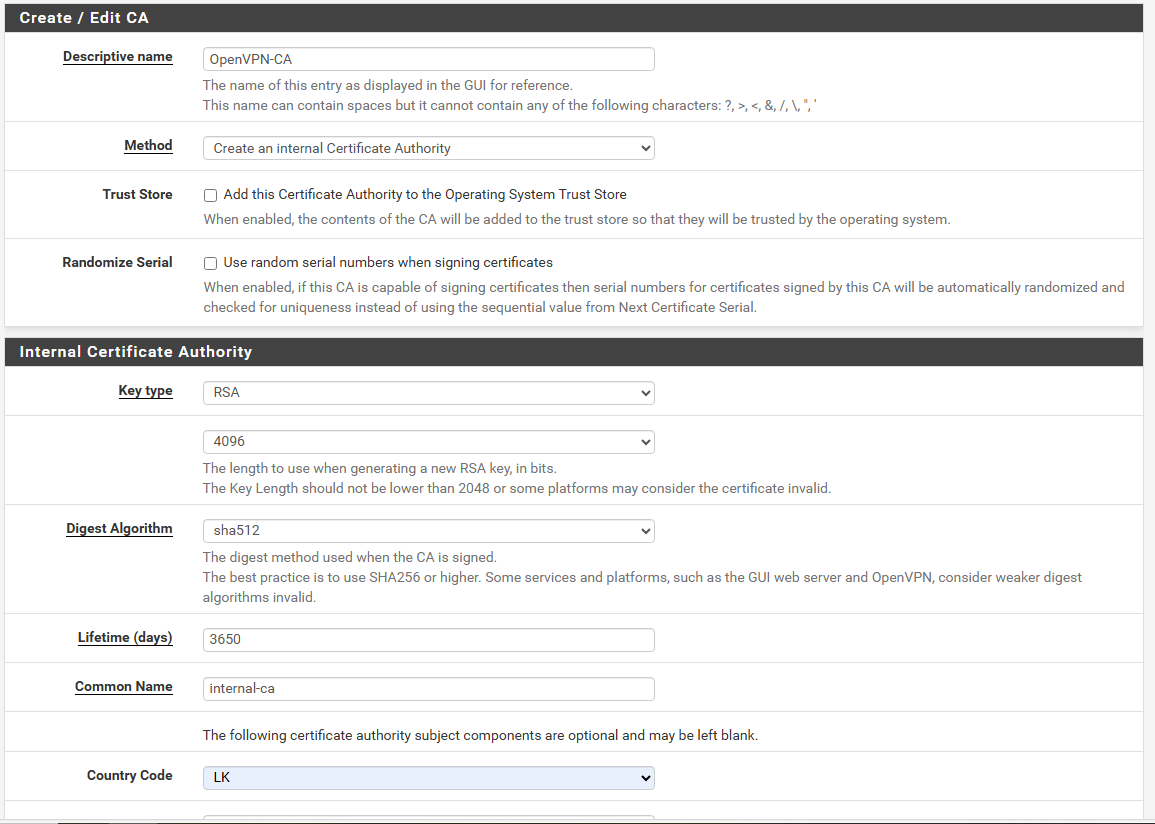 Create / Edit CA
Descriptive name
OpenVPN-CA
The name of this entry as displayed in the GUI for reference.
This name can contain spaces but it cannot contain any of the following characters: ?, >, <, &, /, \, ", '
Method
Create an internal Certificate Authority
Trust Store
Add this Certificate Authority to the Operating System Trust Store
When enabled, the contents of the CA will be added to the trust store so that they will be trusted by the operating system.
Randomize Serial
Use random serial numbers when signing certificates
When enabled, if this CA is capable of signing certificates then serial numbers for certificates signed by this CA will be automatically randomized and
checked for uniqueness instead of using the sequential value from Next Certificate Serial.
Internal Certificate Authority
Key type
RSA
4096
The length to use when generating a new RSA key, in bits.
The Key Length should not be lower than 2048 or some platforms may consider the certificate invalid.
Digest Algorithm
sha512
The digest method used when the CA is signed.
The best practice is to use SHA256 or higher. Some services and platforms, such as the GUI web server and OpenVPN, consider weaker digest
algorithms invalid.
Lifetime (days)
3650
Common Name
internal-ca
The following certificate authority subject components are optional and may be left blank.
Country Code
LK